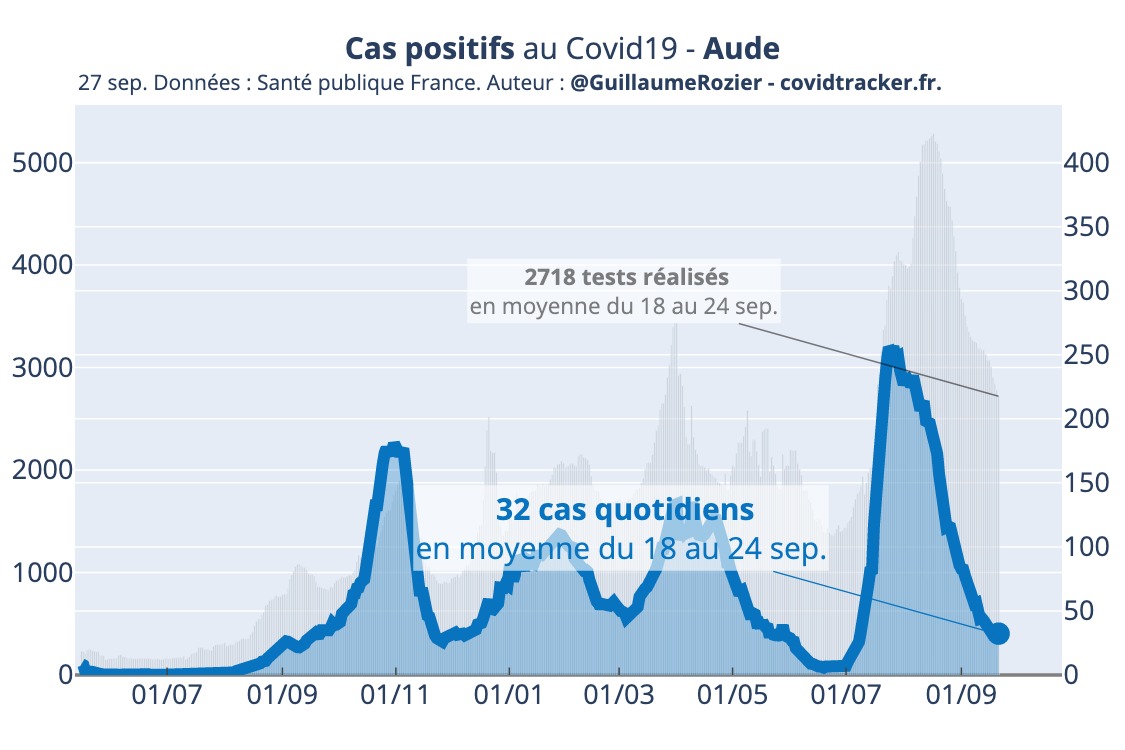 Cas positifs au Covid19 - Aude
27 sep. Données : Santé publique France. Auteur : @GuillaumeRozier - covidtracker.fr.
5000
4000
3000
2000
1000
0
400
350
300
250
200
150
100
50
0
2718 tests réalisés
en moyenne du 18 au 24 sep.
32 cas quotidiens
en moyenne du 18 au 24 sep.
01/07 01/09 01/11 01/01 01/03 01/05 01/07 01/09